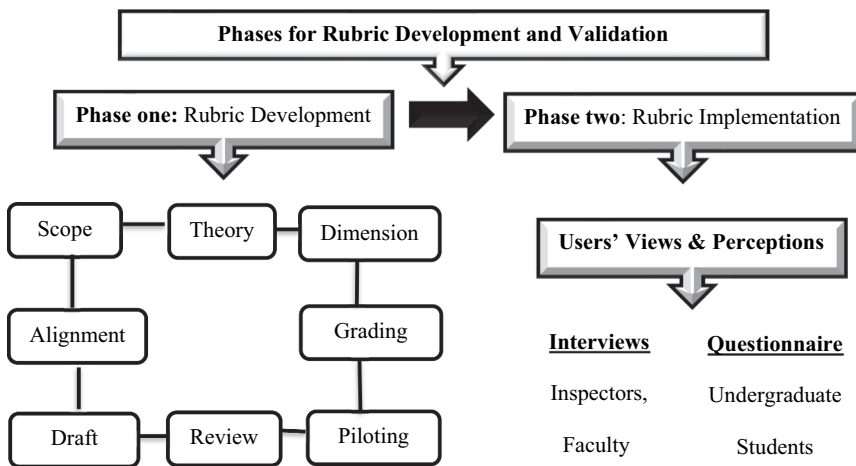 Phases for Rubric Development and Validation
Phase one: Rubric Development
Phase two: Rubric Implementation
Scope
Theory
Dimension
Alignment
Grading
Draft
Review
Piloting
Users’ Views & Perceptions
Interviews
Inspectors,
Faculty
Questionnaire
Undergraduate
Students